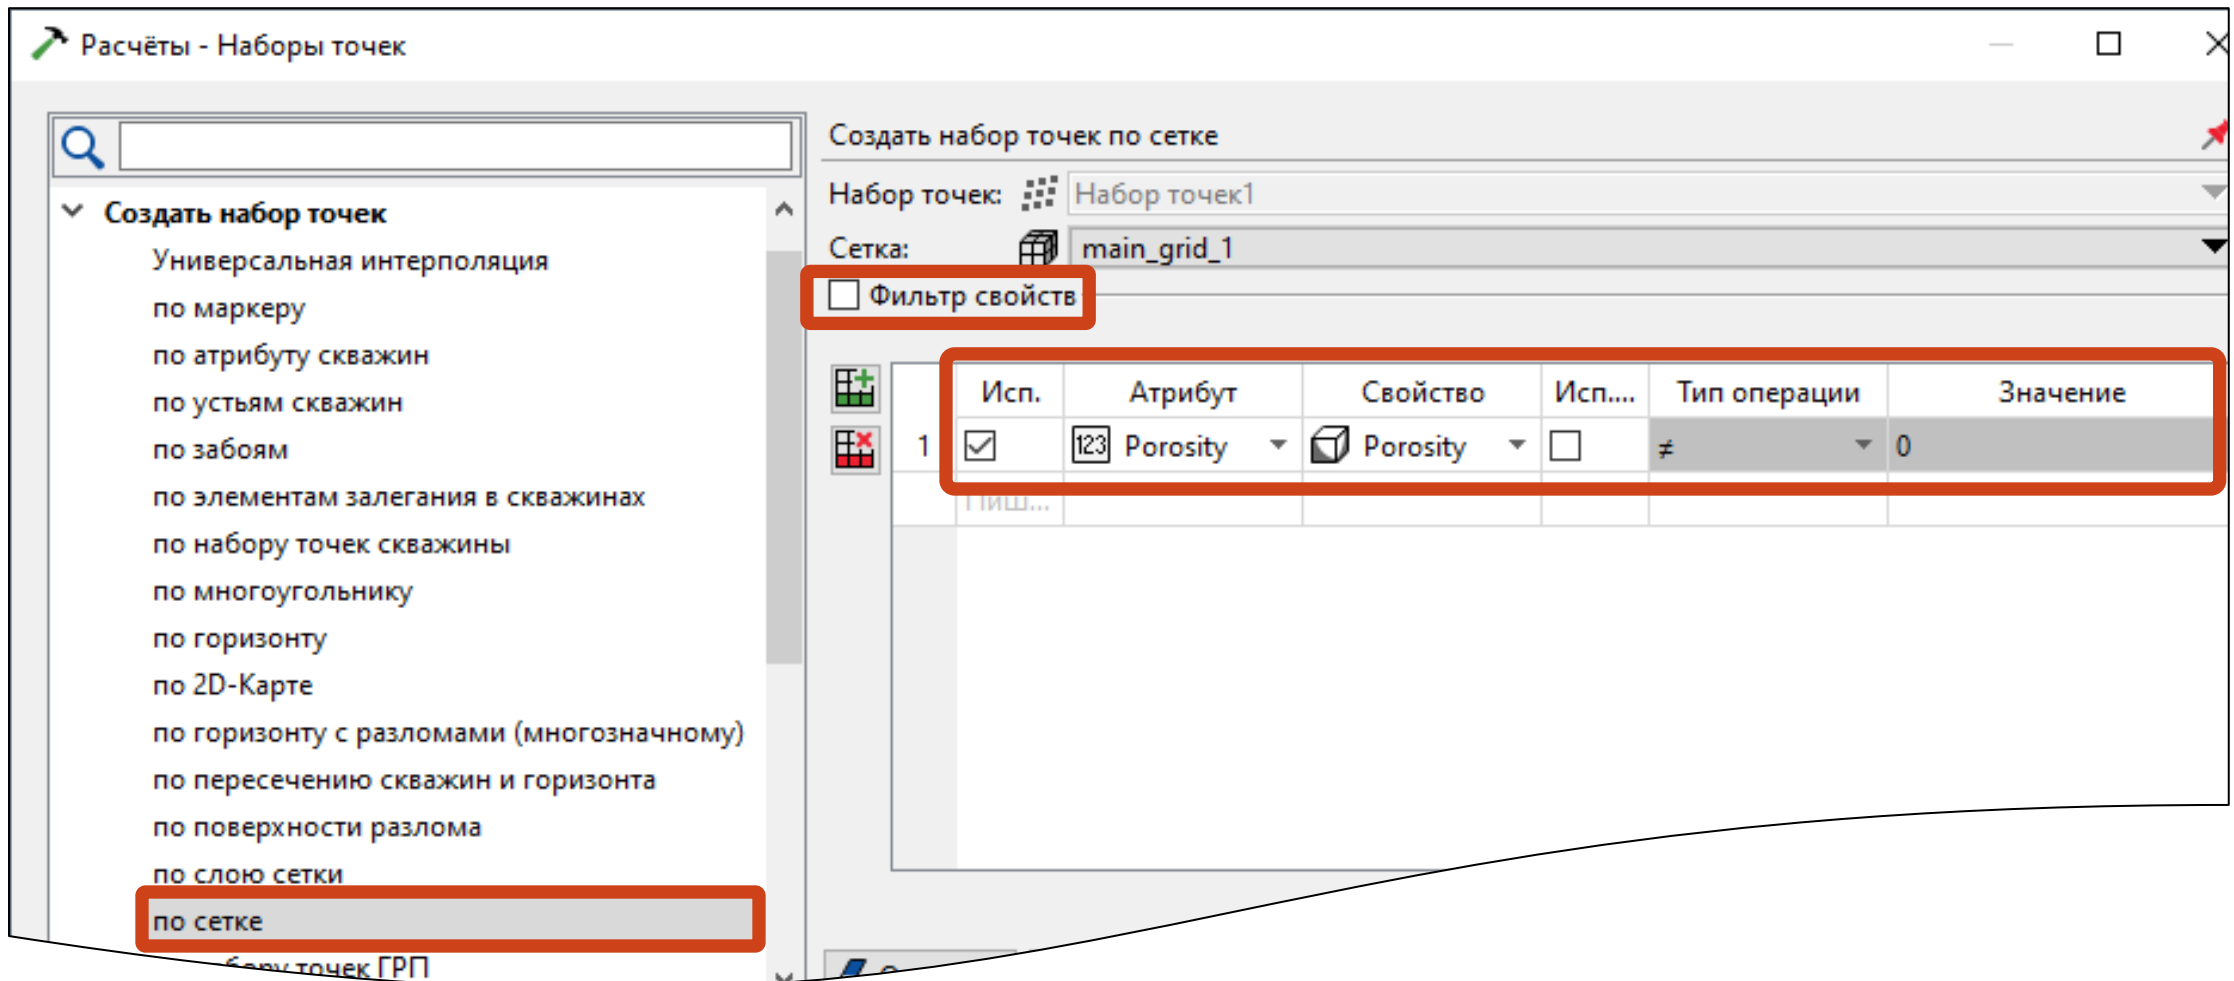 Расчёты - Наборы точек
Создать набор точек
Универсальная интерполяция
по маркеру
по атрибуту скважин
по устьям скважин
по забоям
по элементам залегания в скважинах
по набору точек скважины
по многоугольнику
по горизонту
по 2D-Карте
по горизонту с разломами (многозначному)
по пересечению скважин и горизонта
по поверхности разлома
по слою сетки
по сетке
точек ГРП
Создать набор точек по сетке
Набор точек: Набор точек1
Сетка: main_grid_1
Фильтр свойств
Исп. Атрибут Свойство Исп.... Тип операции Значение
1 123 Porosity Porosity ≠ 0